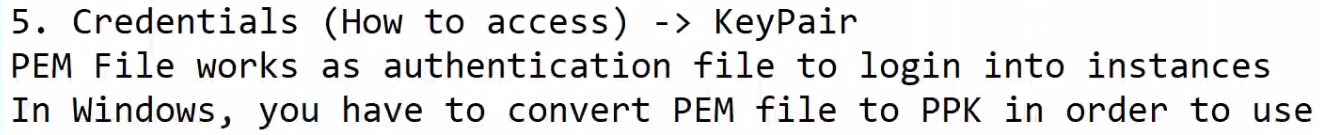 5. Credentials (How to access) -> KeyPair
PEM File works as authentication file to login into instances
In Windows, you have to convert PEM file to PPK in order to use